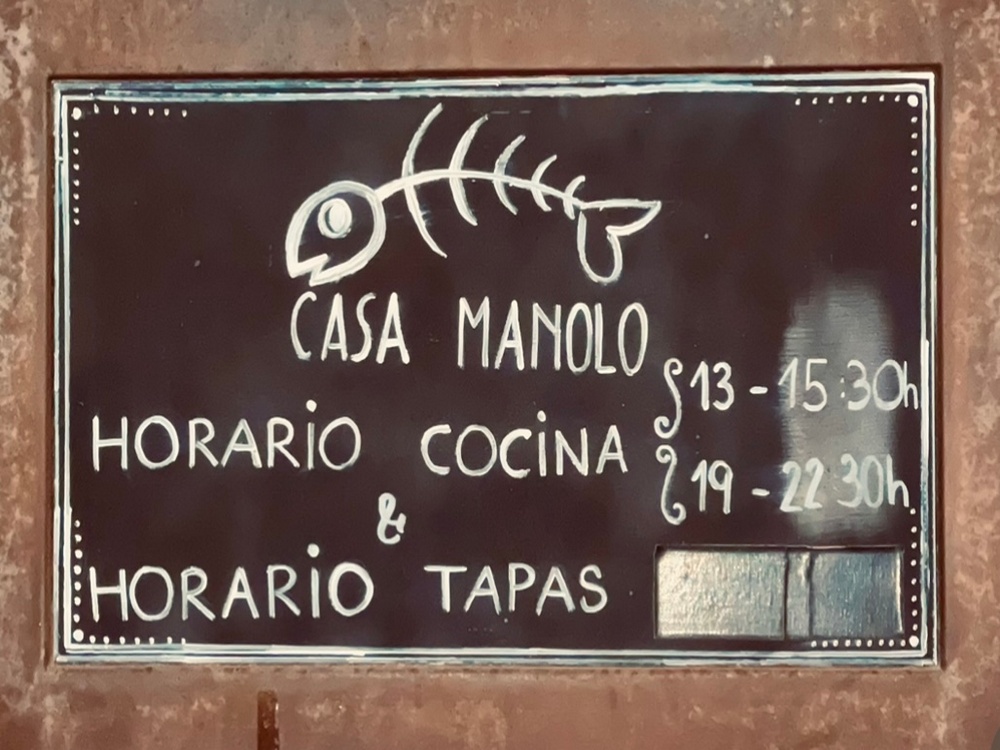 CASA MANOLO
HORARIO COCINA
13 - 15:30h
19 - 22 30h
&
HORARIO TAPAS